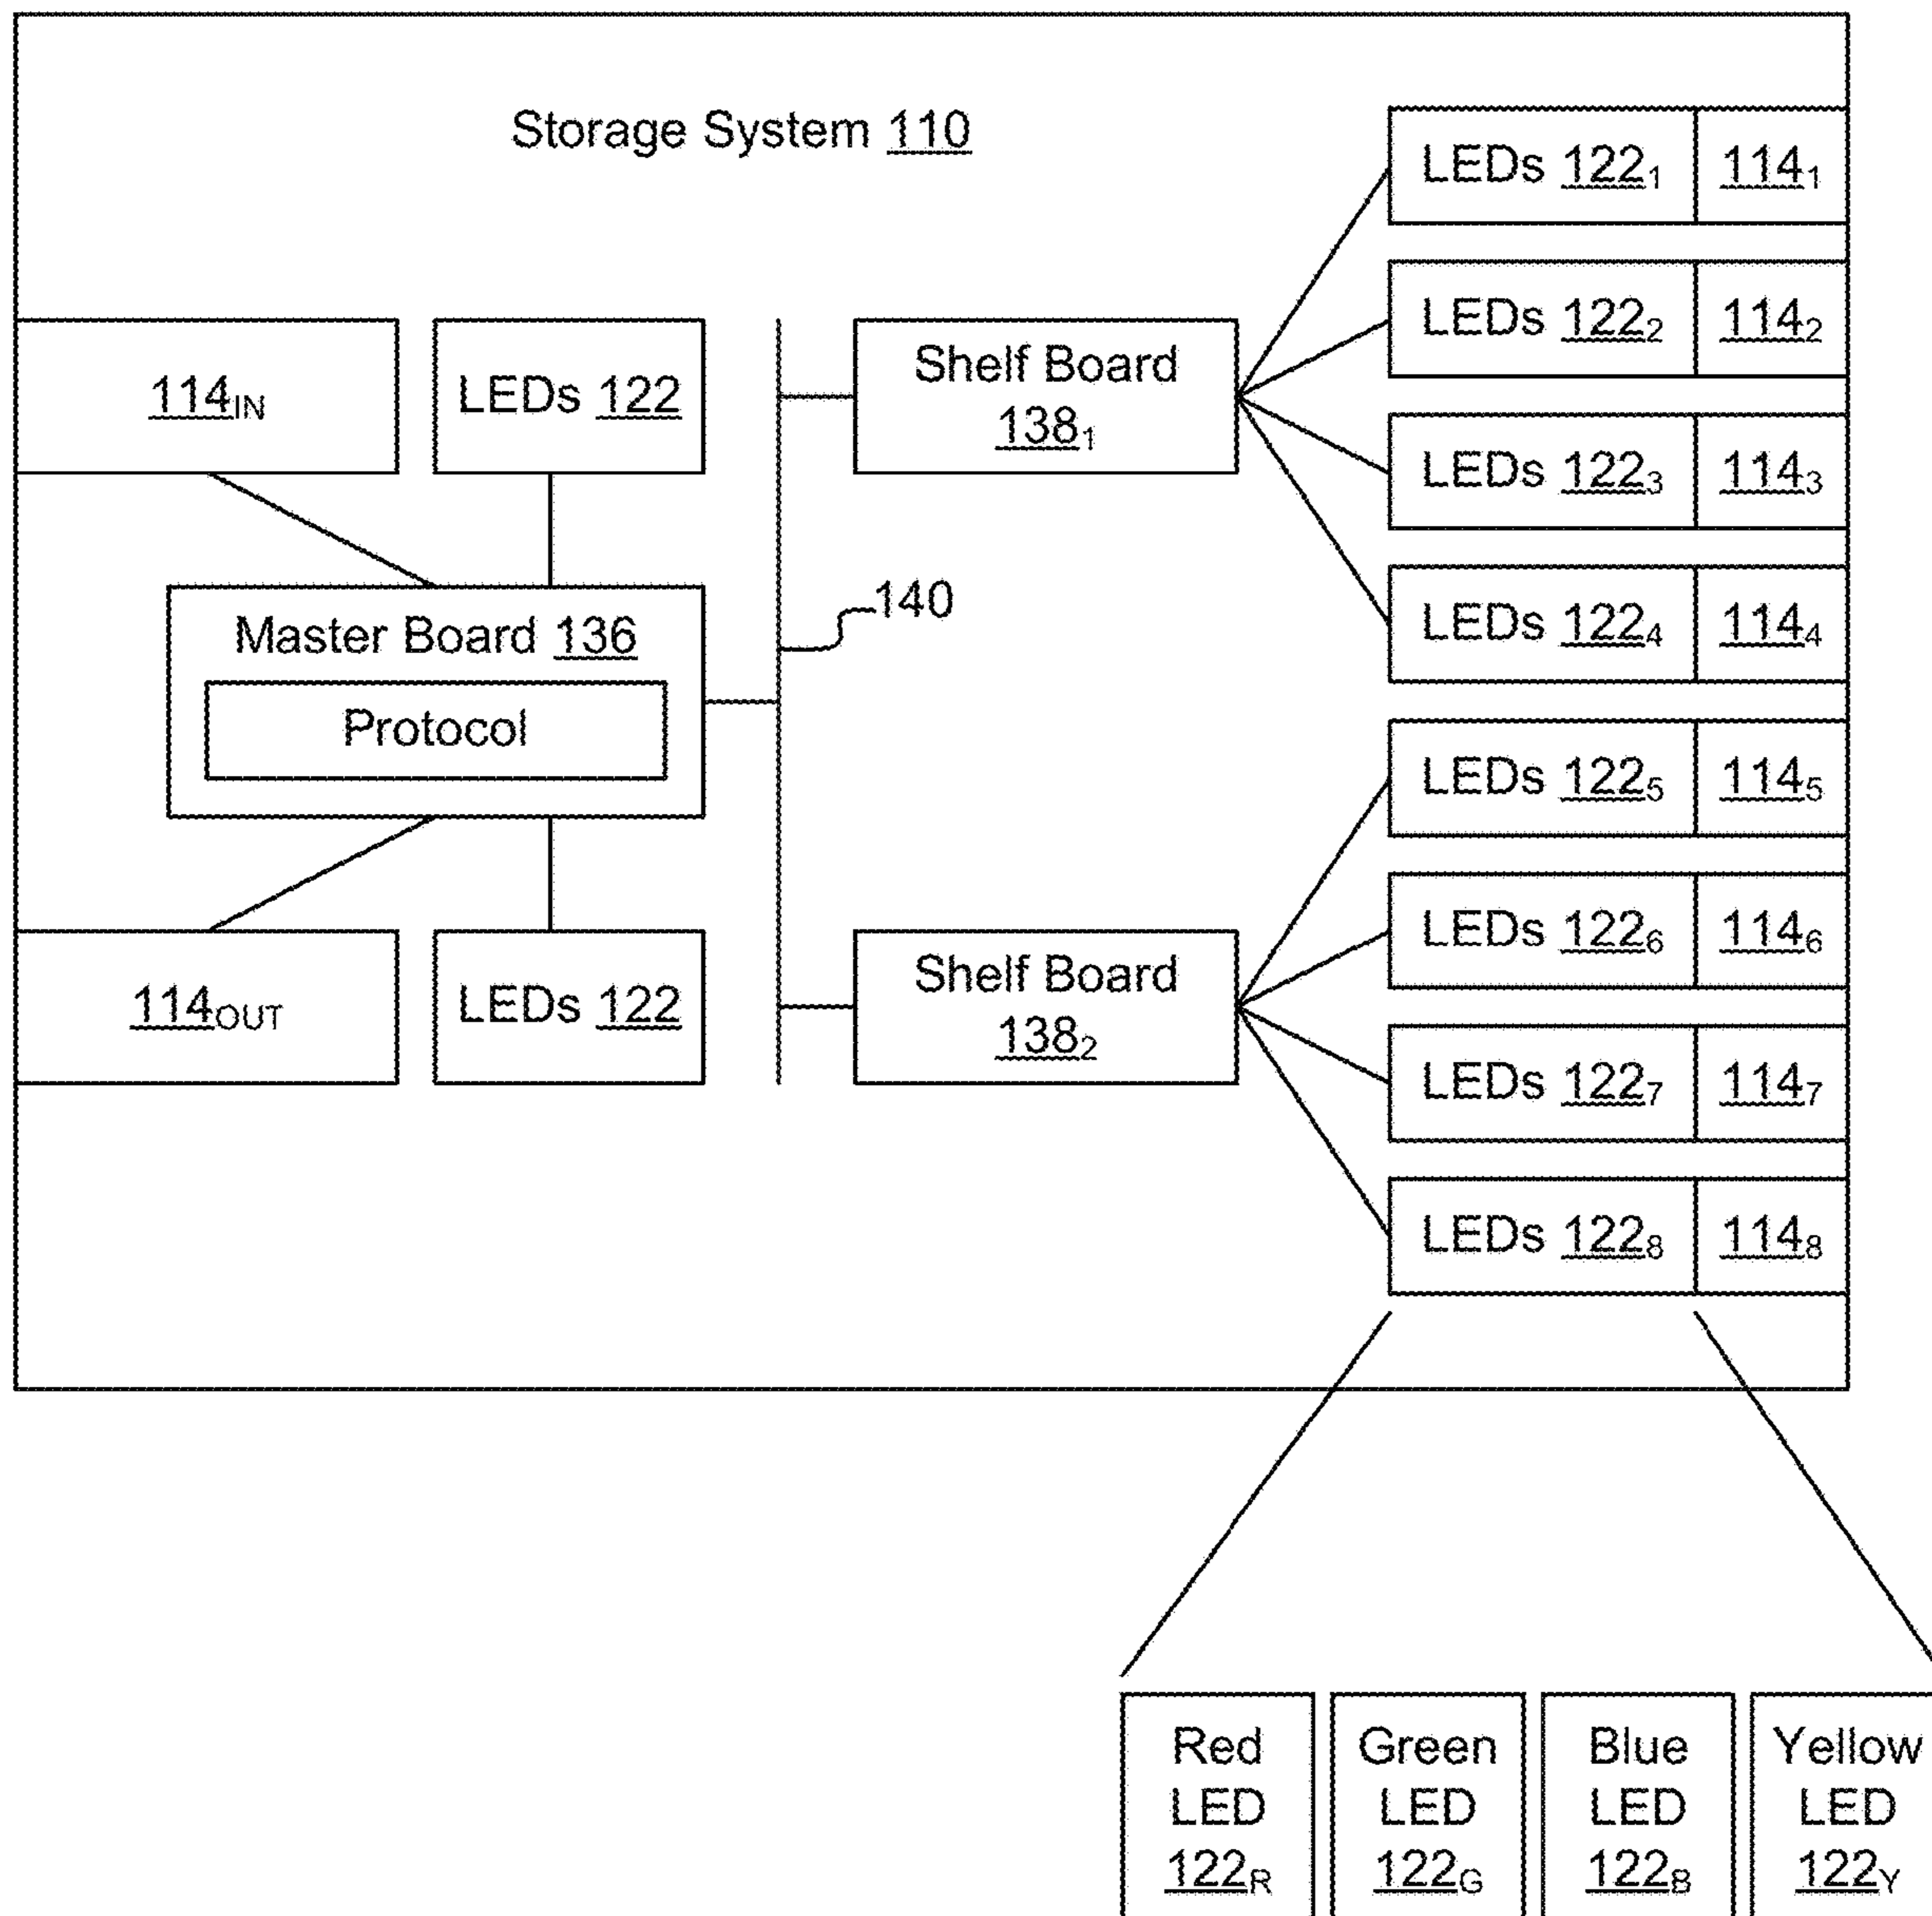 Storage System 110
LEDs 122₁ 114₁
LEDs 122₂ 114₂
114IN LEDs 122 Shelf Board
138₁
LEDs 122₃ 114₃
140
LEDs 122₄ 114₄
Master Board 136
Protocol
LEDs 122₅ 114₅
LEDs 122₆ 114₆
114OUT LEDs 122 Shelf Board
138₂
LEDs 122₇ 114₇
LEDs 122₈ 114₈
Red
LED
122R
Green
LED
122G
Blue
LED
122B
Yellow
LED
122Y